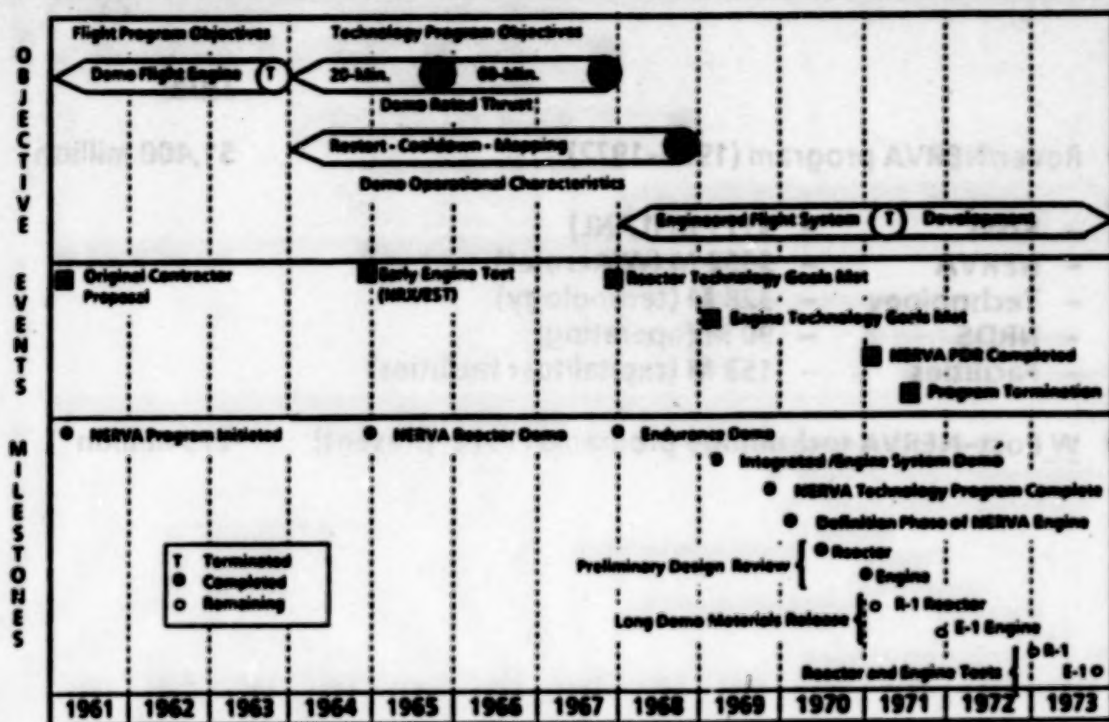 Flight Program Objectives
Technology Program Objectives
OBJECTIVE
Demo Flight Engine T
20-Min.
60-Min.
Demo Rated Thrust
Restart - Cooldown - Mapping
Demo Operational Characteristics
Engineered Flight System T Development
EVENTS
Original Contractor
Proposal
Early Engine Test
(NRX/EST)
Reactor Technology Goals Met
Engine Technology Goals Met
NERVA PDR Completed
Program Termination
MILESTONES
NERVA Program Initiated
NERVA Reactor Demo
Endurance Demo
Integrated/Engine System Demo
NERVA Technology Program Complete
Definition Phase of NERVA Engine
T Terminated
Completed
Remaining
Preliminary Design Review
Reactor
Engine
Long Demo Materials Release
R-1 Reactor
E-1 Engine
Reactor and Engine Tests
R-1
E-1
1961 1962 1963 1964 1965 1966 1967 1968 1969 1970 1971 1972 1973